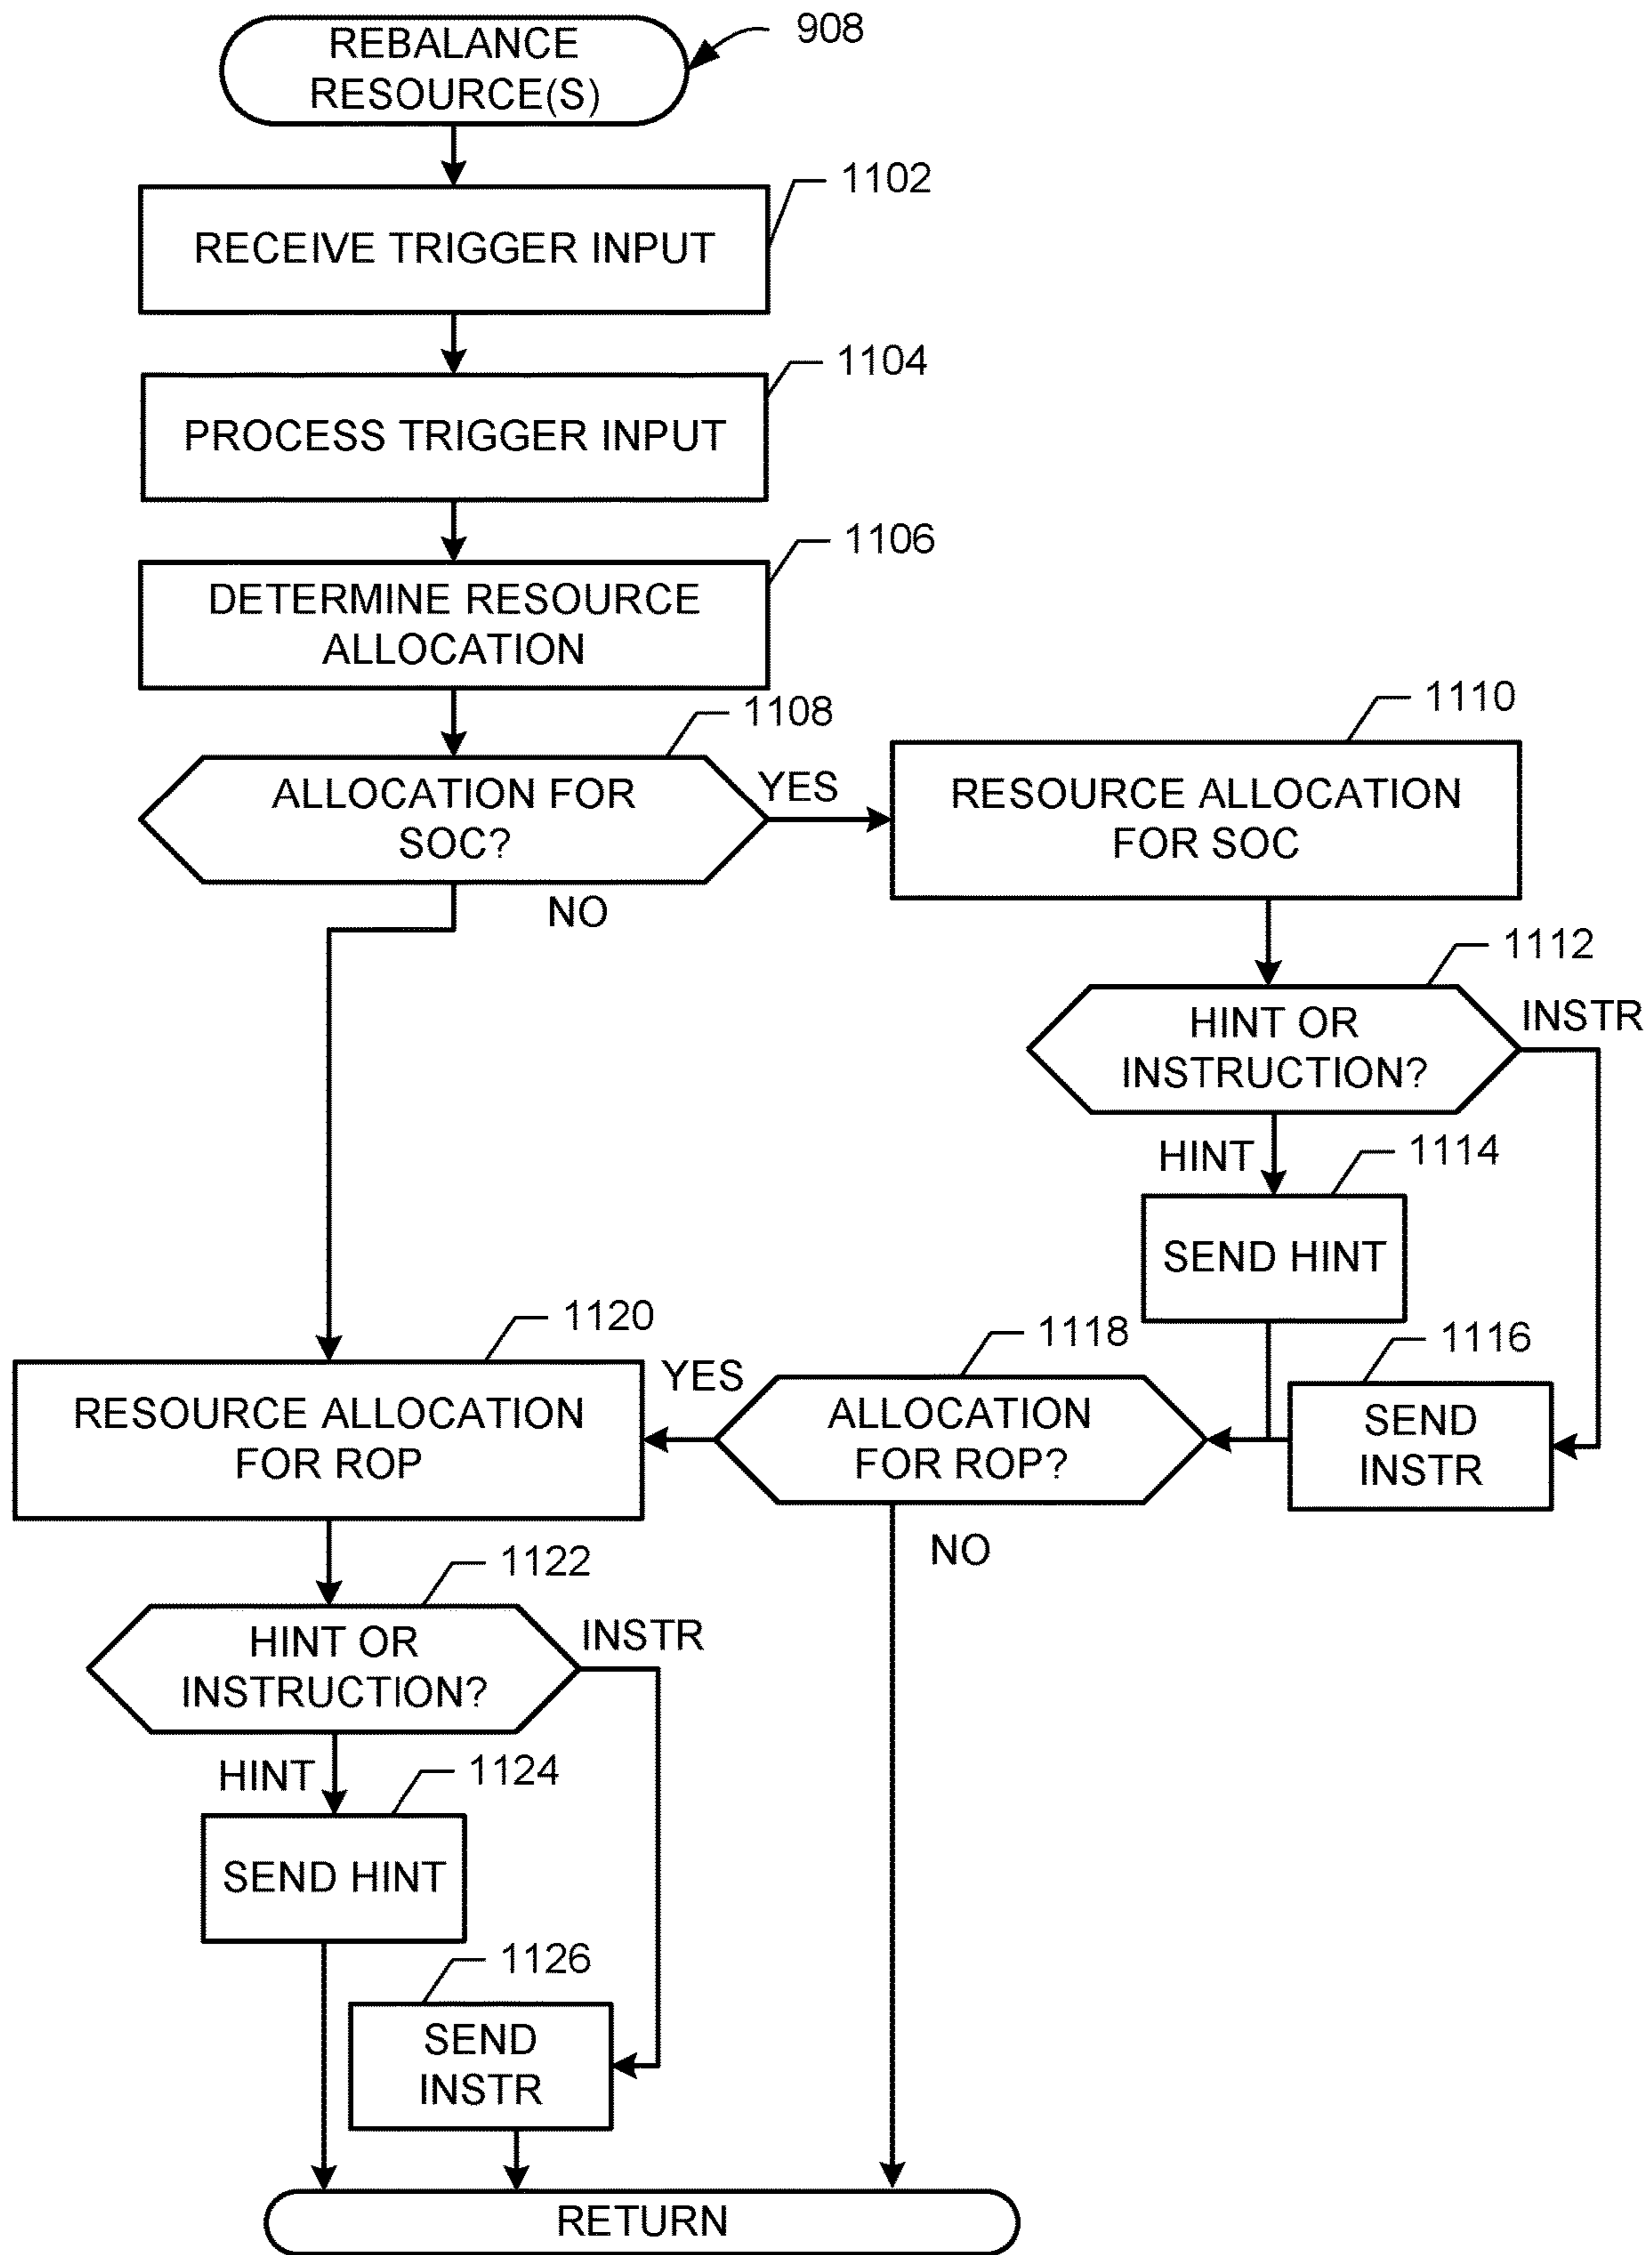 REBALANCE
RESOURCE(S)
908
1102
RECEIVE TRIGGER INPUT
1104
PROCESS TRIGGER INPUT
1106
DETERMINE RESOURCE
ALLOCATION
1108
ALLOCATION FOR
SOC?
YES
NO
1110
RESOURCE ALLOCATION
FOR SOC
1112
HINT OR
INSTRUCTION?
INSTR
HINT
1114
SEND HINT
1116
SEND
INSTR
1118
ALLOCATION
FOR ROP?
YES
NO
1120
RESOURCE ALLOCATION
FOR ROP
1122
HINT OR
INSTRUCTION?
INSTR
HINT
1124
SEND HINT
1126
SEND
INSTR
RETURN